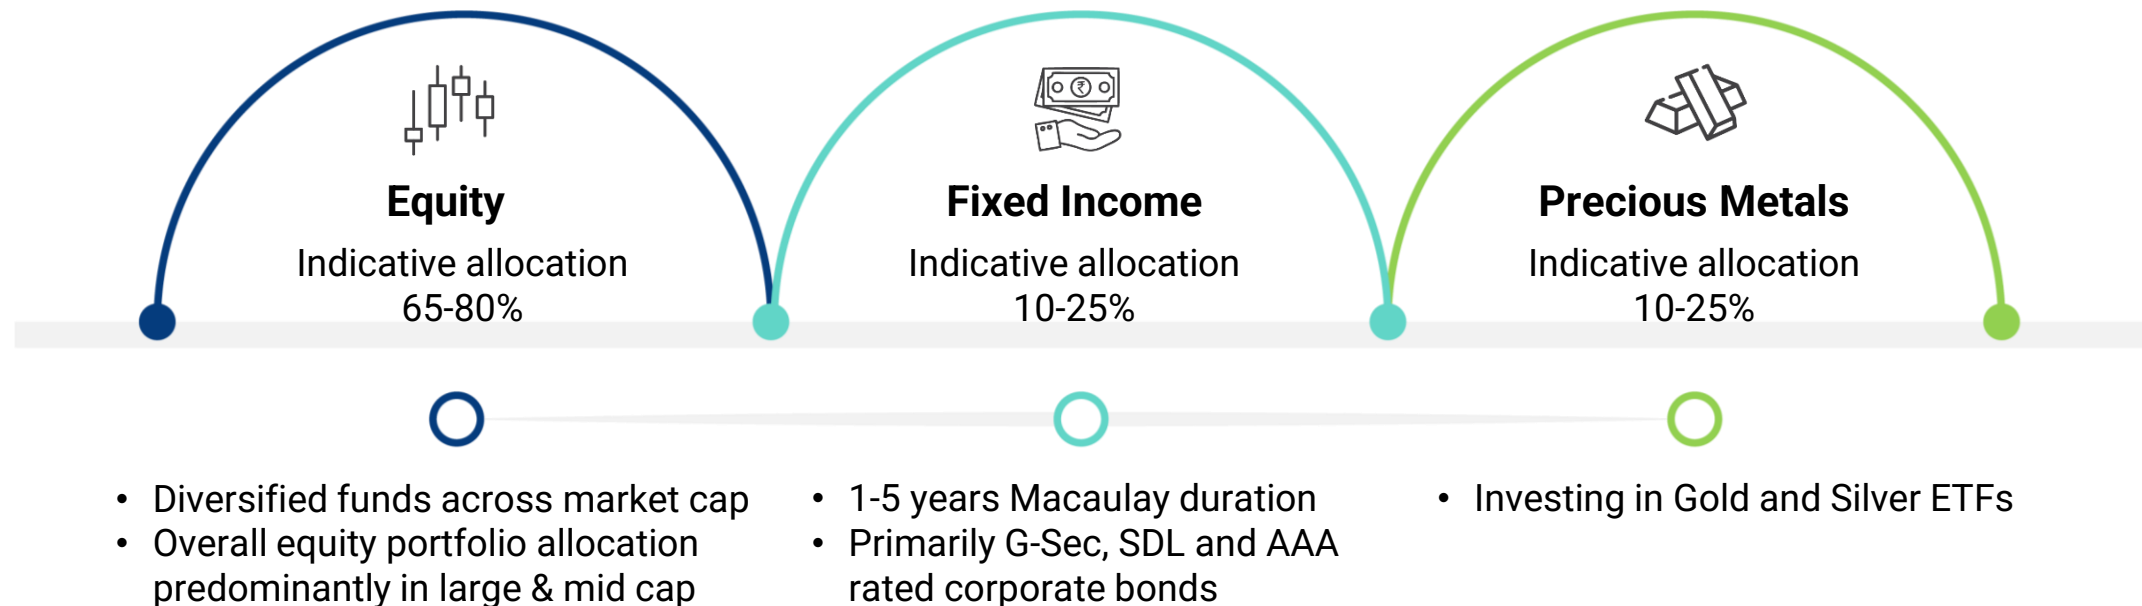 Equity
Indicative allocation
65-80%
Fixed Income
Indicative allocation
10-25%
Precious Metals
Indicative allocation
10-25%
• Diversified funds across market cap
• Overall equity portfolio allocation
predominantly in large & mid cap
• 1-5 years Macaulay duration
• Primarily G-Sec, SDL and AAA
rated corporate bonds
• Investing in Gold and Silver ETFs